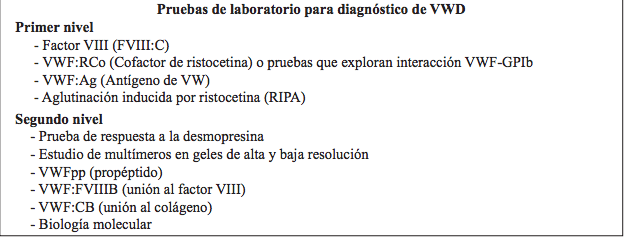 Pruebas de laboratorio para diagnóstico de VWD
Primer nivel
- Factor VIII (FVIII:C)
- VWF:RCo (Cofactor de ristocetina) o pruebas que exploran interacción VWF-GPIb
- VWF:Ag (Antígeno de VW)
- Aglutinación inducida por ristocetina (RIPA)
Segundo nivel
- Prueba de respuesta a la desmopresina
- Estudio de multímeros en geles de alta y baja resolución
- VWFpp (propéptido)
- VWF:FVIIIB (unión al factor VIII)
- VWF:CB (unión al colágeno)
- Biología molecular